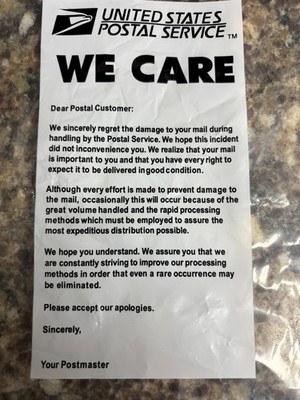 UNITED STATES
POSTAL SERVICE TM
WE CARE
Dear Postal Customer:
We sincerely regret the damage to your mail during
handling by the Postal Service. We hope this incident
did not inconvenience you. We realize that your mail
is important to you and that you have every right to
expect it to be delivered in good condition.
Although every effort is made to prevent damage to
the mail, occasionally this will occur because of the
great volume handled and the rapid processing
methods which must be employed to assure the
most expeditious distribution possible.
We hope you understand. We assure you that we
are constantly striving to improve our processing
methods in order that even a rare occurrence may
be eliminated.
Please accept our apologies.
Sincerely,
Your Postmaster